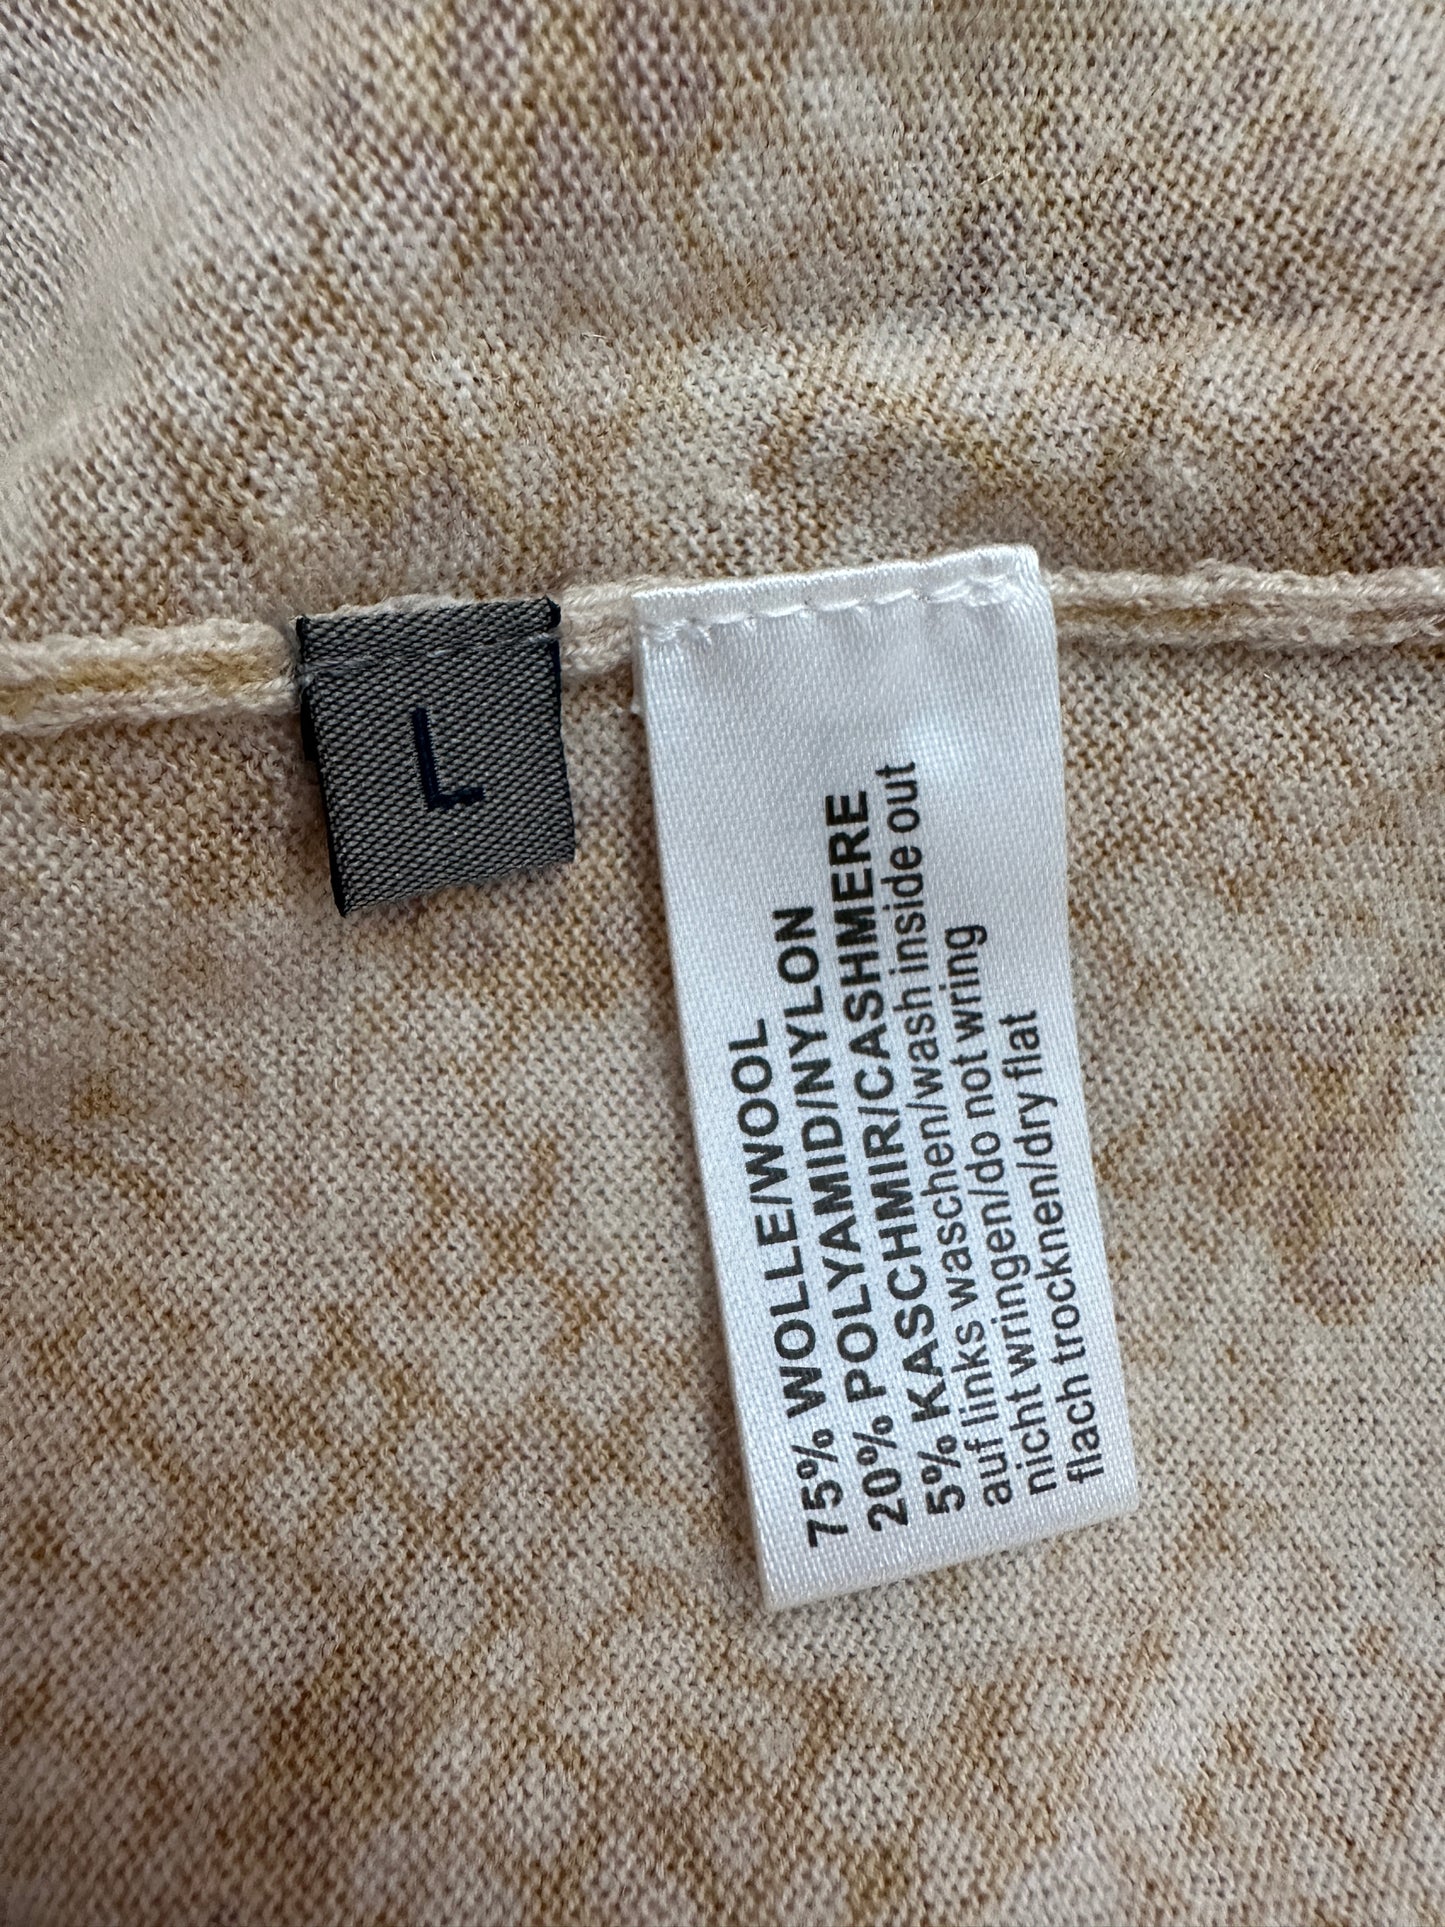 L
75% WOLLE/WOOL
20% POLYAMID/NYLON
5% KASCHMIR/CASHMERE
auf links waschen/wash inside out
nicht wringen/do not wring
flach trocknen/dry flat